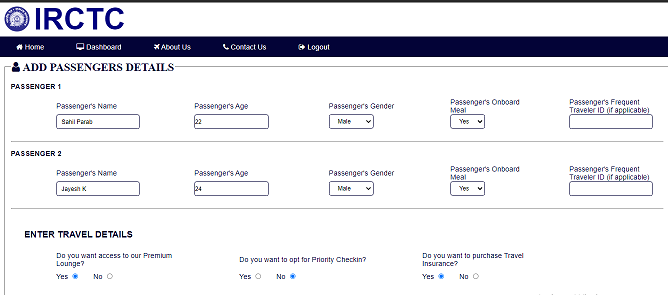 IRCTC
Home Dashboard About Us Contact Us Logout
ADD PASSENGERS DETAILS
PASSENGER 1
Passenger's Name Passenger's Age Passenger's Gender Passenger's Onboard Meal Passenger's Frequent Traveler ID (if applicable)
Sahil Parab 22 Male Yes
PASSENGER 2
Passenger's Name Passenger's Age Passenger's Gender Passenger's Onboard Meal Passenger's Frequent Traveler ID (if applicable)
Jayesh K 24 Male Yes
ENTER TRAVEL DETAILS
Do you want access to our Premium Lounge? Do you want to opt for Priority Checkin? Do you want to purchase Travel Insurance?
Yes No Yes No Yes No